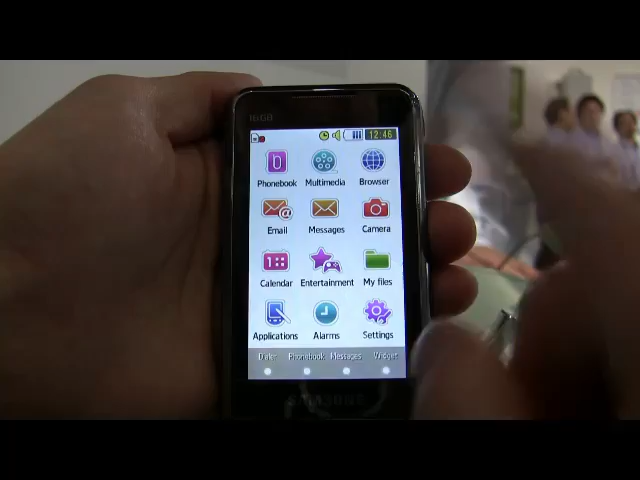 12:46
Phonebook Multimedia Browser
Email Messages Camera
Calendar Entertainment My files
Applications Alarms Settings
Dialer Phonebook Messages Widget
SAMSUNG